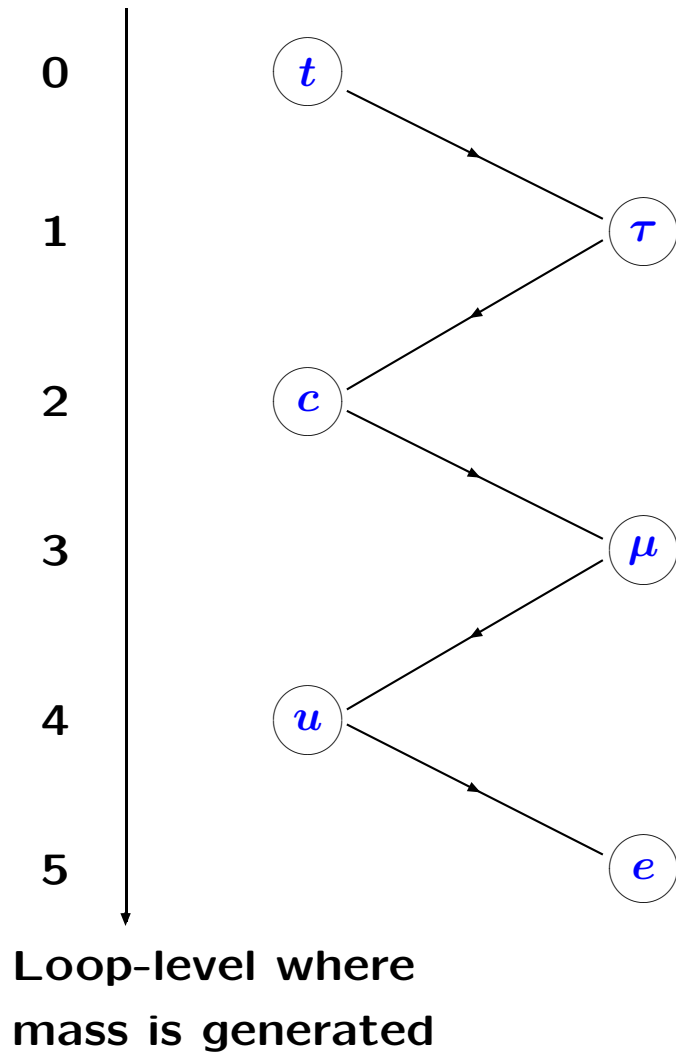 0 t
1 τ
2 c
3 μ
4 u
5 e
Loop-level where
mass is generated